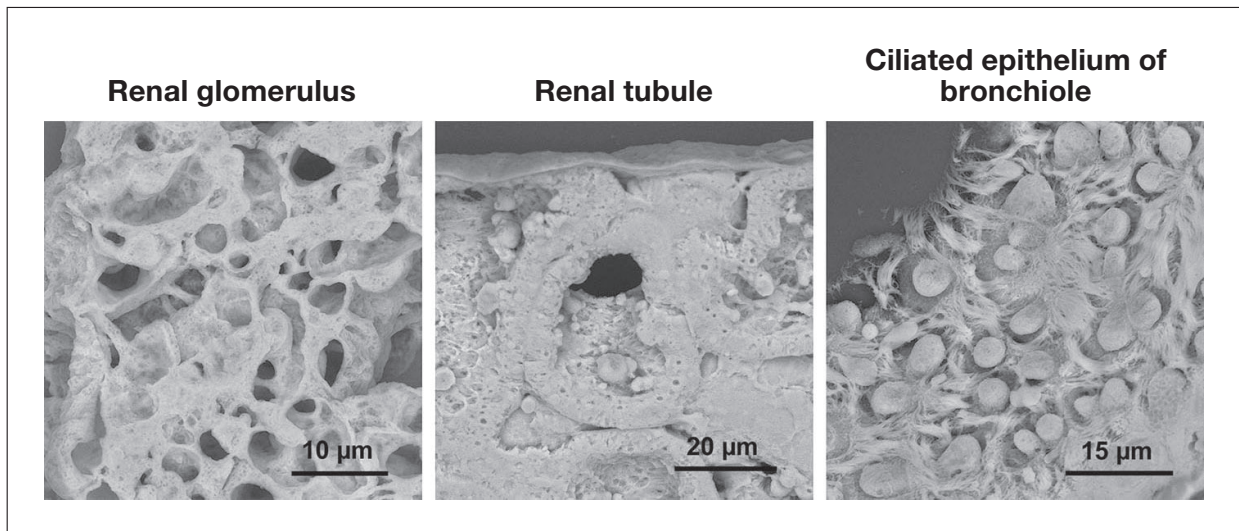 Renal glomerulus
Renal tubule
Ciliated epithelium of
bronchiole
10 µm
20 µm
15 µm